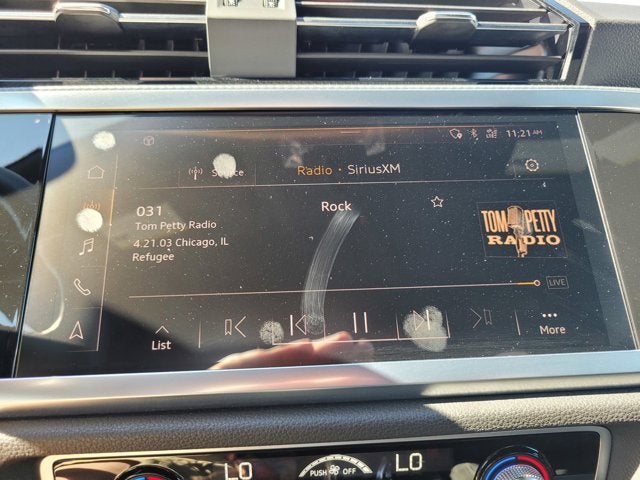 11:21 AM
Source
Radio · SiriusXM
031
Rock
Tom Petty Radio
TOM PETTY
RADIO
4.21.03 Chicago, IL
Refugee
LIVE
List
More
LO
PUSH OFF
LO